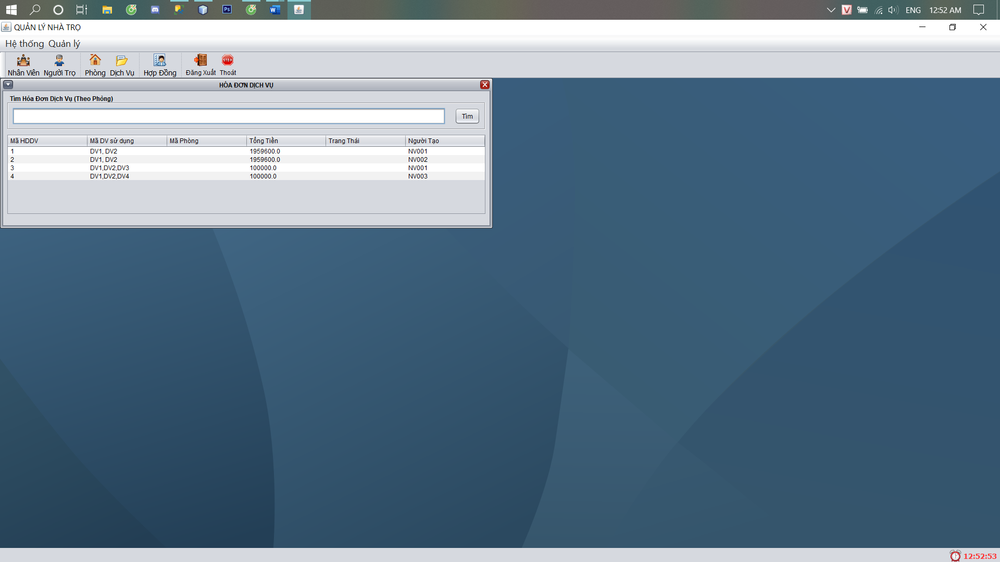 ENG 12:52 AM
QUẢN LÝ NHÀ TRỌ
Hệ thống Quản lý
Nhân Viên Người Trọ Phòng Dịch Vụ Hợp Đồng Đăng Xuất Thoát
HÓA ĐƠN DỊCH VỤ
Tìm Hóa Đơn Dịch Vụ (Theo Phỏng)
Tìm
Mã HDDV Mã DV sử dụng Mã Phòng Tổng Tiền Trang Thái Người Tạo
1 DV1, DV2 1959600.0 NV001
2 DV1, DV2 1959600.0 NV002
3 DV1,DV2,DV3 100000.0 NV001
4 DV1,DV2,DV4 100000.0 NV003
12:52:53